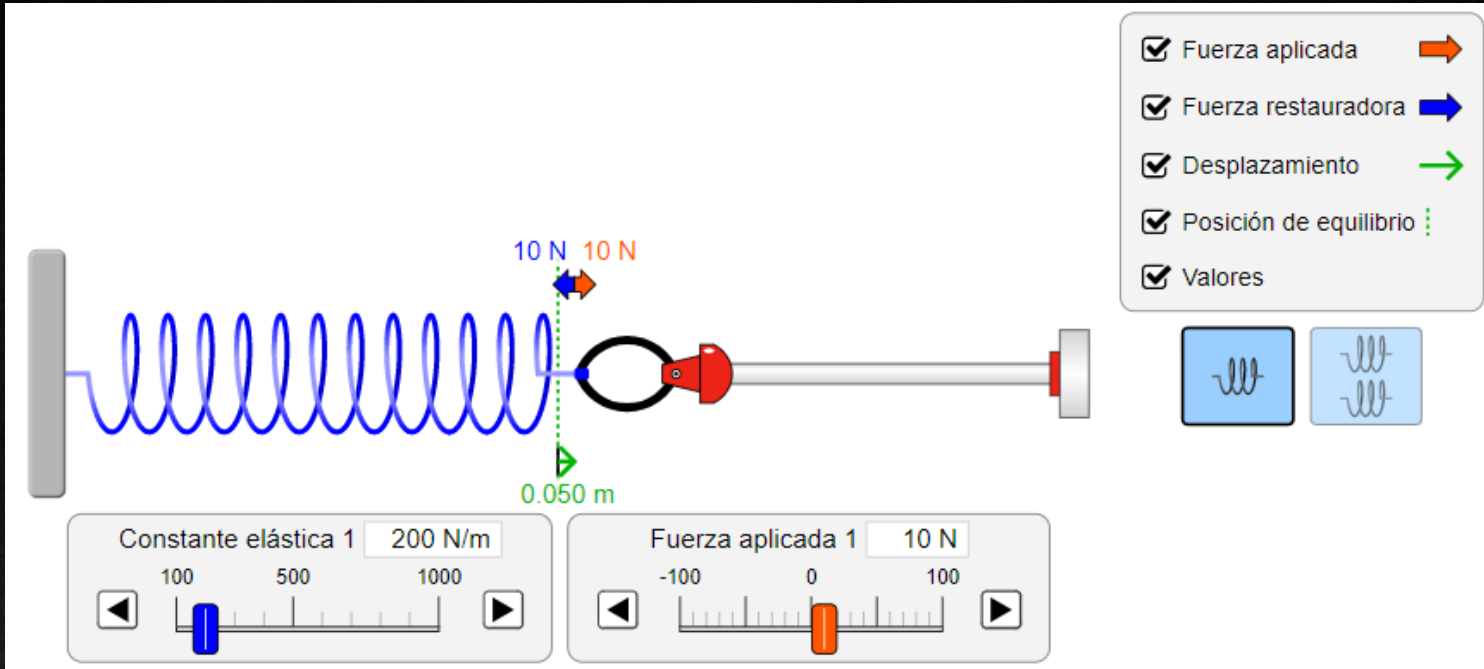 Fuerza aplicada
Fuerza restauradora
Desplazamiento
Posición de equilibrio
Valores
10 N 10 N
0.050 m
Constante elástica 1 200 N/m
100 500 1000
Fuerza aplicada 1 10 N
-100 0 100